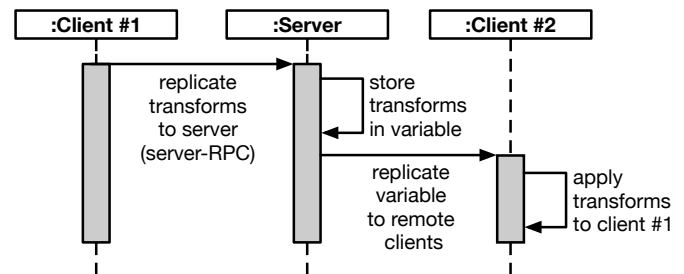 :Client #1
:Server
:Client #2
replicate
transforms
to server
(server-RPC)
store
transforms
in variable
replicate
variable
to remote
clients
apply
transforms
to client #1